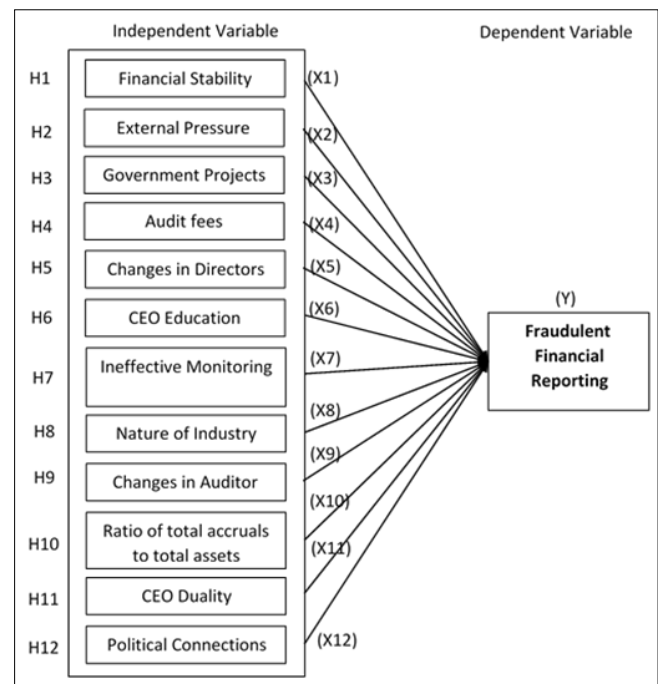 Independent Variable
Dependent Variable
H1
Financial Stability
(X1)
H2
External Pressure
(X2)
H3
Government Projects
(X3)
H4
Audit fees
(X4)
H5
Changes in Directors
(X5)
H6
CEO Education
(X6)
H7
Ineffective Monitoring
(X7)
H8
Nature of Industry
(X8)
H9
Changes in Auditor
(X9)
H10
Ratio of total accruals
to total assets
(X10)
H11
CEO Duality
(X11)
H12
Political Connections
(X12)
(Y)
Fraudulent
Financial
Reporting